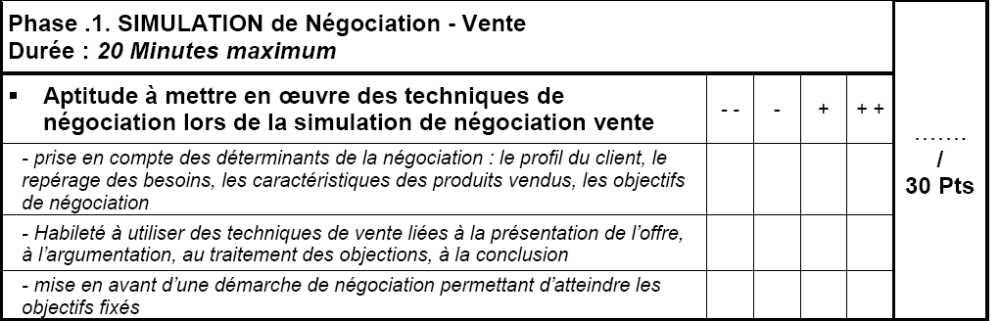 Phase .1. SIMULATION de Négociation - Vente
Durée : 20 Minutes maximum
▪ Aptitude à mettre en œuvre des techniques de
négociation lors de la simulation de négociation vente
- - - + + +
- prise en compte des déterminants de la négociation : le profil du client, le
repérage des besoins, les caractéristiques des produits vendus, les objectifs
de négociation
- Habileté à utiliser des techniques de vente liées à la présentation de l’offre,
à l’argumentation, au traitement des objections, à la conclusion
- mise en avant d’une démarche de négociation permettant d’atteindre les
objectifs fixés
.......
/
30 Pts